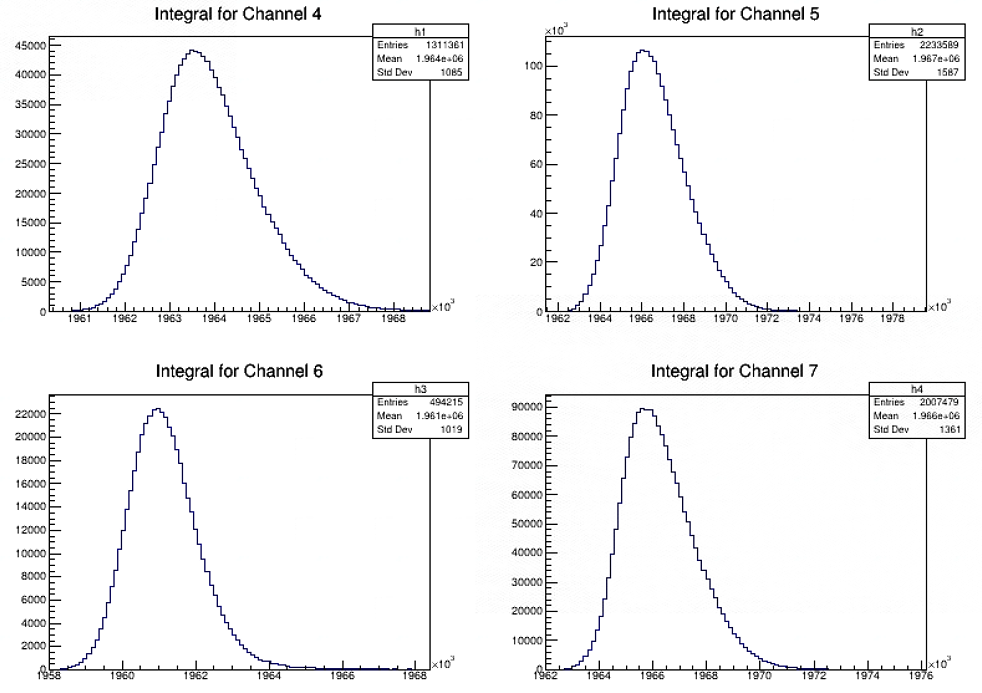 Integral for Channel 4
h1
Entries 1311361
Mean 1.964e+06
Std Dev 1085
45000
40000
35000
30000
25000
20000
15000
10000
5000
0
1961 1962 1963 1964 1965 1966 1967 1968
×10³
Integral for Channel 5
×10³
h2
Entries 2233589
Mean 1.967e+06
Std Dev 1587
100
80
60
40
20
0
1962 1964 1966 1968 1970 1972 1974 1976 1978
×10³
Integral for Channel 6
h3
Entries 494215
Mean 1.961e+06
Std Dev 1019
22000
20000
18000
16000
14000
12000
10000
8000
6000
4000
2000
0
1958 1960 1962 1964 1966 1968
×10³
Integral for Channel 7
h4
Entries 2007479
Mean 1.966e+06
Std Dev 1361
90000
80000
70000
60000
50000
40000
30000
20000
10000
0
1962 1964 1966 1968 1970 1972 1974 1976
×10³